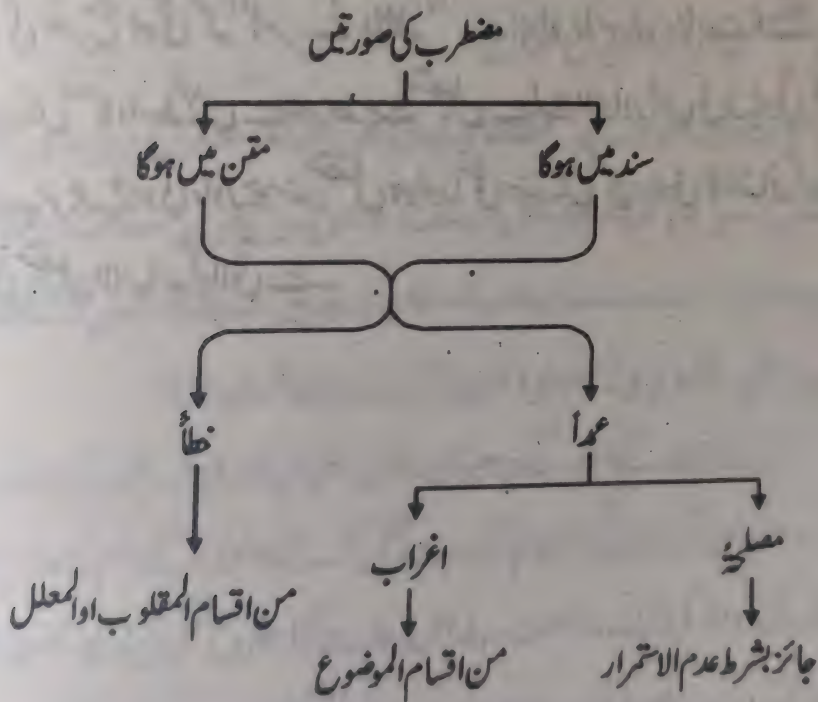 مضطرب کی صورتیں
سند میں ہوگا
متن میں ہوگا
عمداً
خطأً
مصلحۃً
اغراب
جائز بشرط عدم الاستمرار
من اقسام الموضوع
من اقسام المقلوب او المعلل